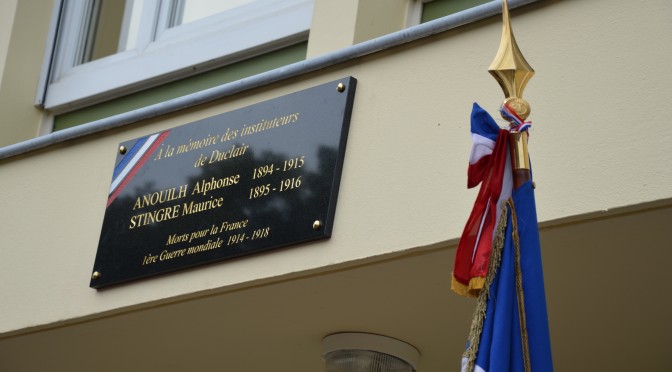 À la mémoire des instituteurs
de Duclair
ANOUILH Alphonse 1894 - 1915
STINGRE Maurice 1895 - 1916
Morts pour la France
1ère Guerre mondiale 1914 - 1918